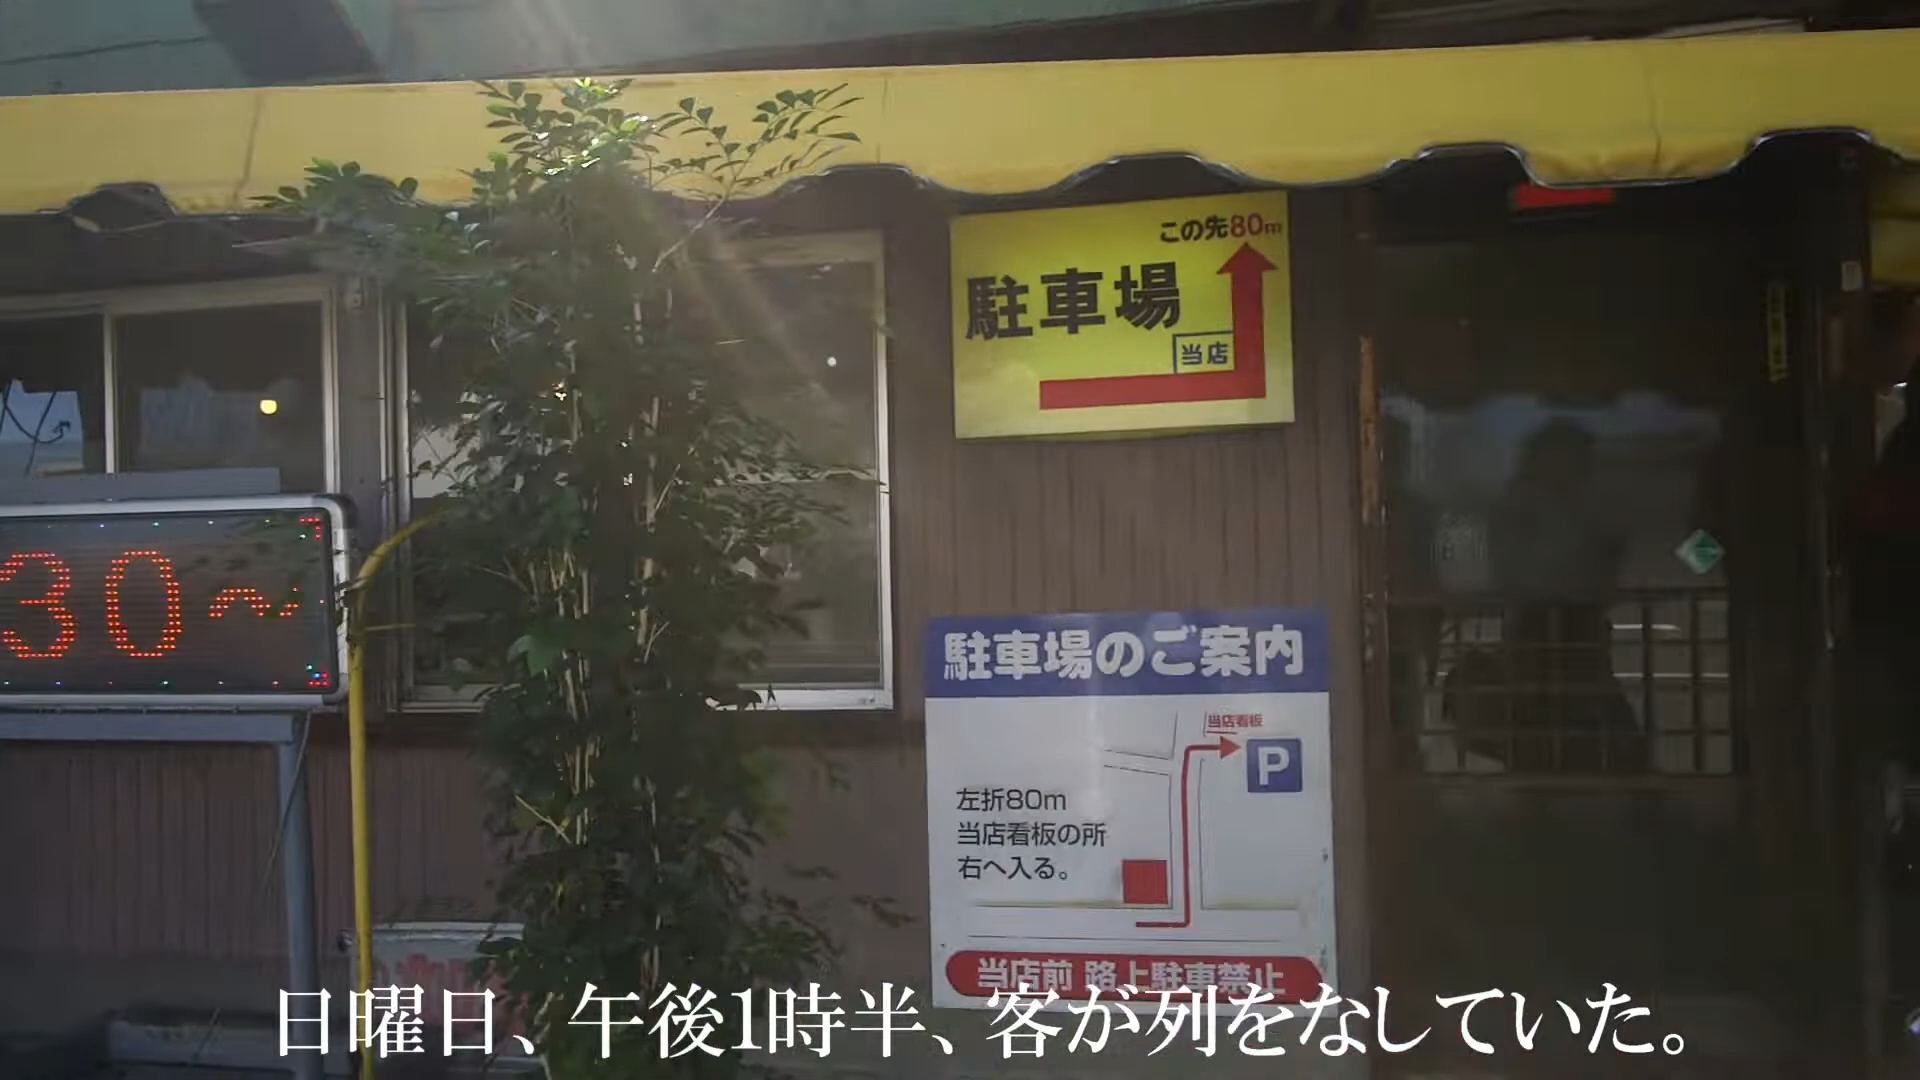 この先80m
駐車場
当店
30～
駐車場のご案内
当店看板
P
左折80m
当店看板の所
右へ入る。
当店前 路上駐車禁止
日曜日、午後1時半、客が列をなしていた。